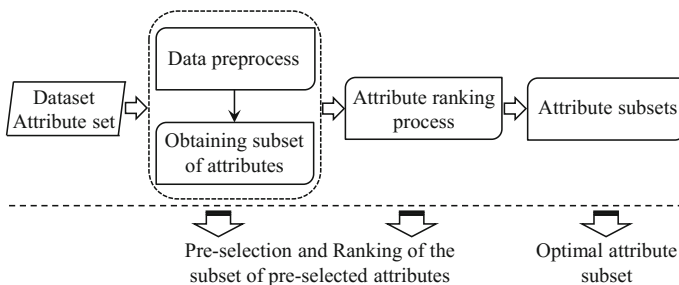 Data preprocess
Dataset
Attribute set
Obtaining subset
of attributes
Attribute ranking
process
Attribute subsets
Pre-selection and Ranking of the
subset of pre-selected attributes
Optimal attribute
subset